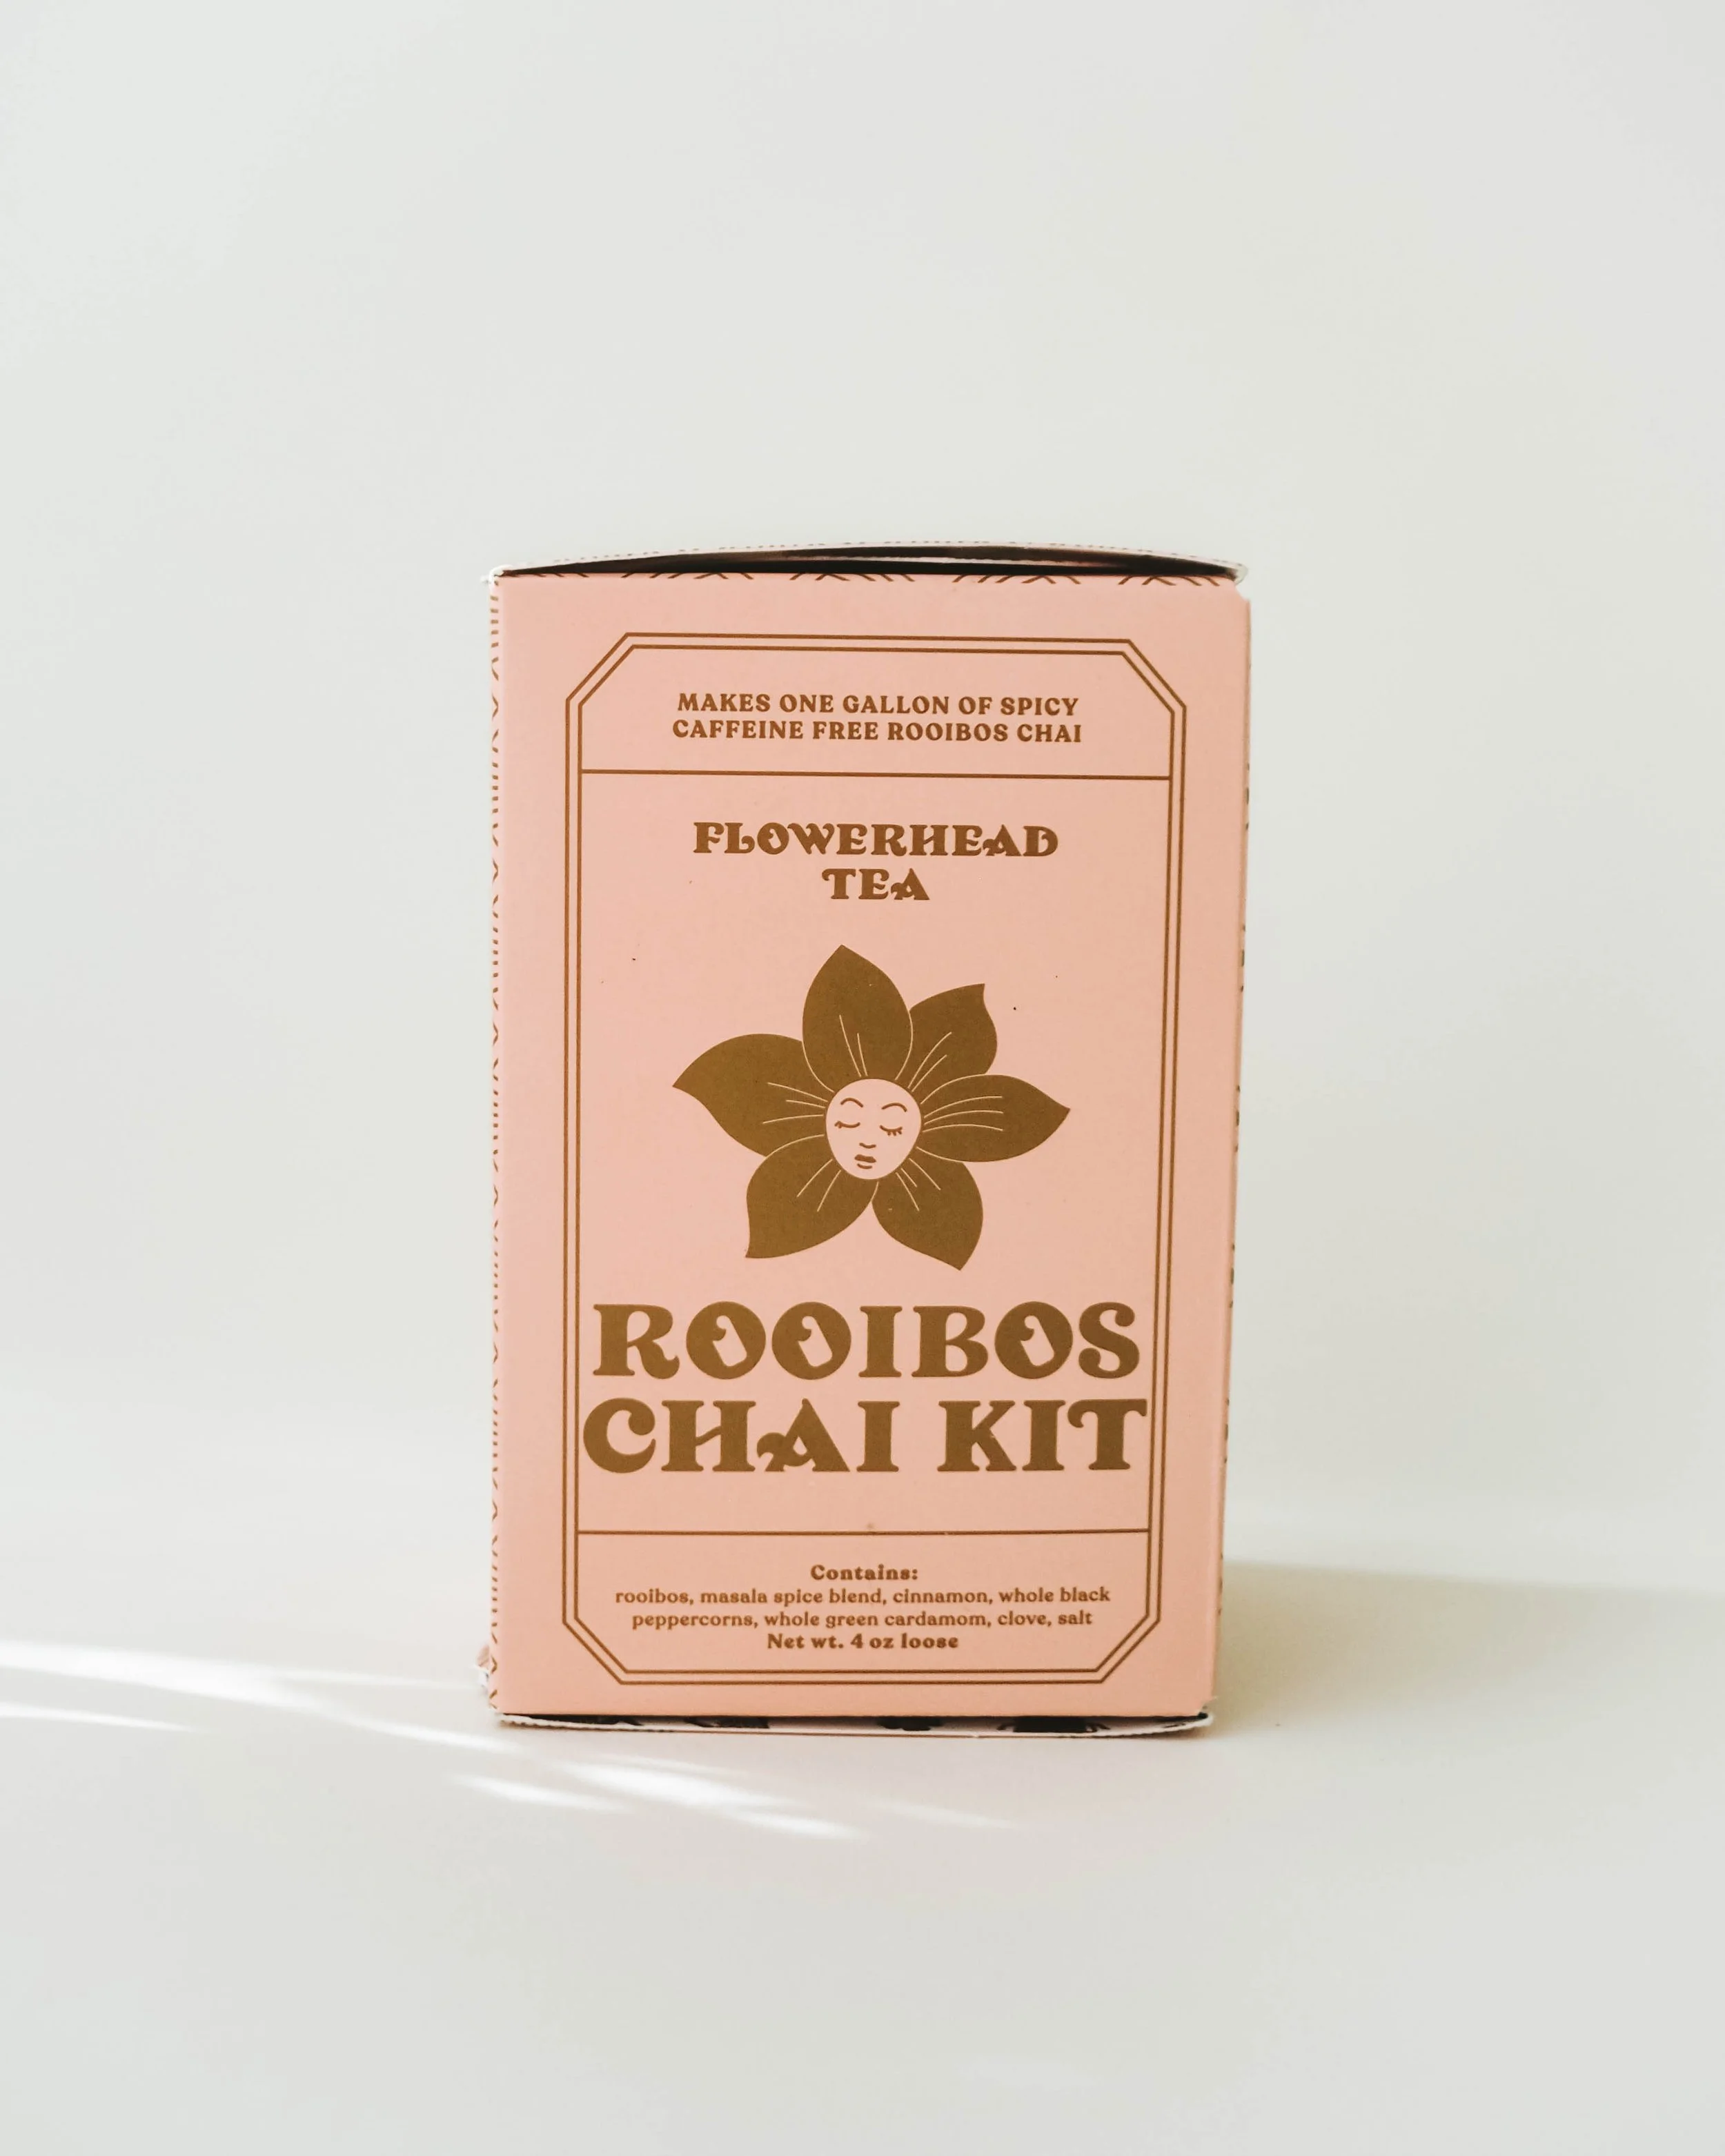 MAKES ONE GALLON OF SPICY
CAFFEINE FREE ROOIBOS CHAI
FLOWERHEAD
TEA
ROOIBOS
CHAI KIT
Contains:
rooibos, masala spice blend, cinnamon, whole black
peppercorns, whole green cardamom, clove, salt
Net wt. 4 oz loose